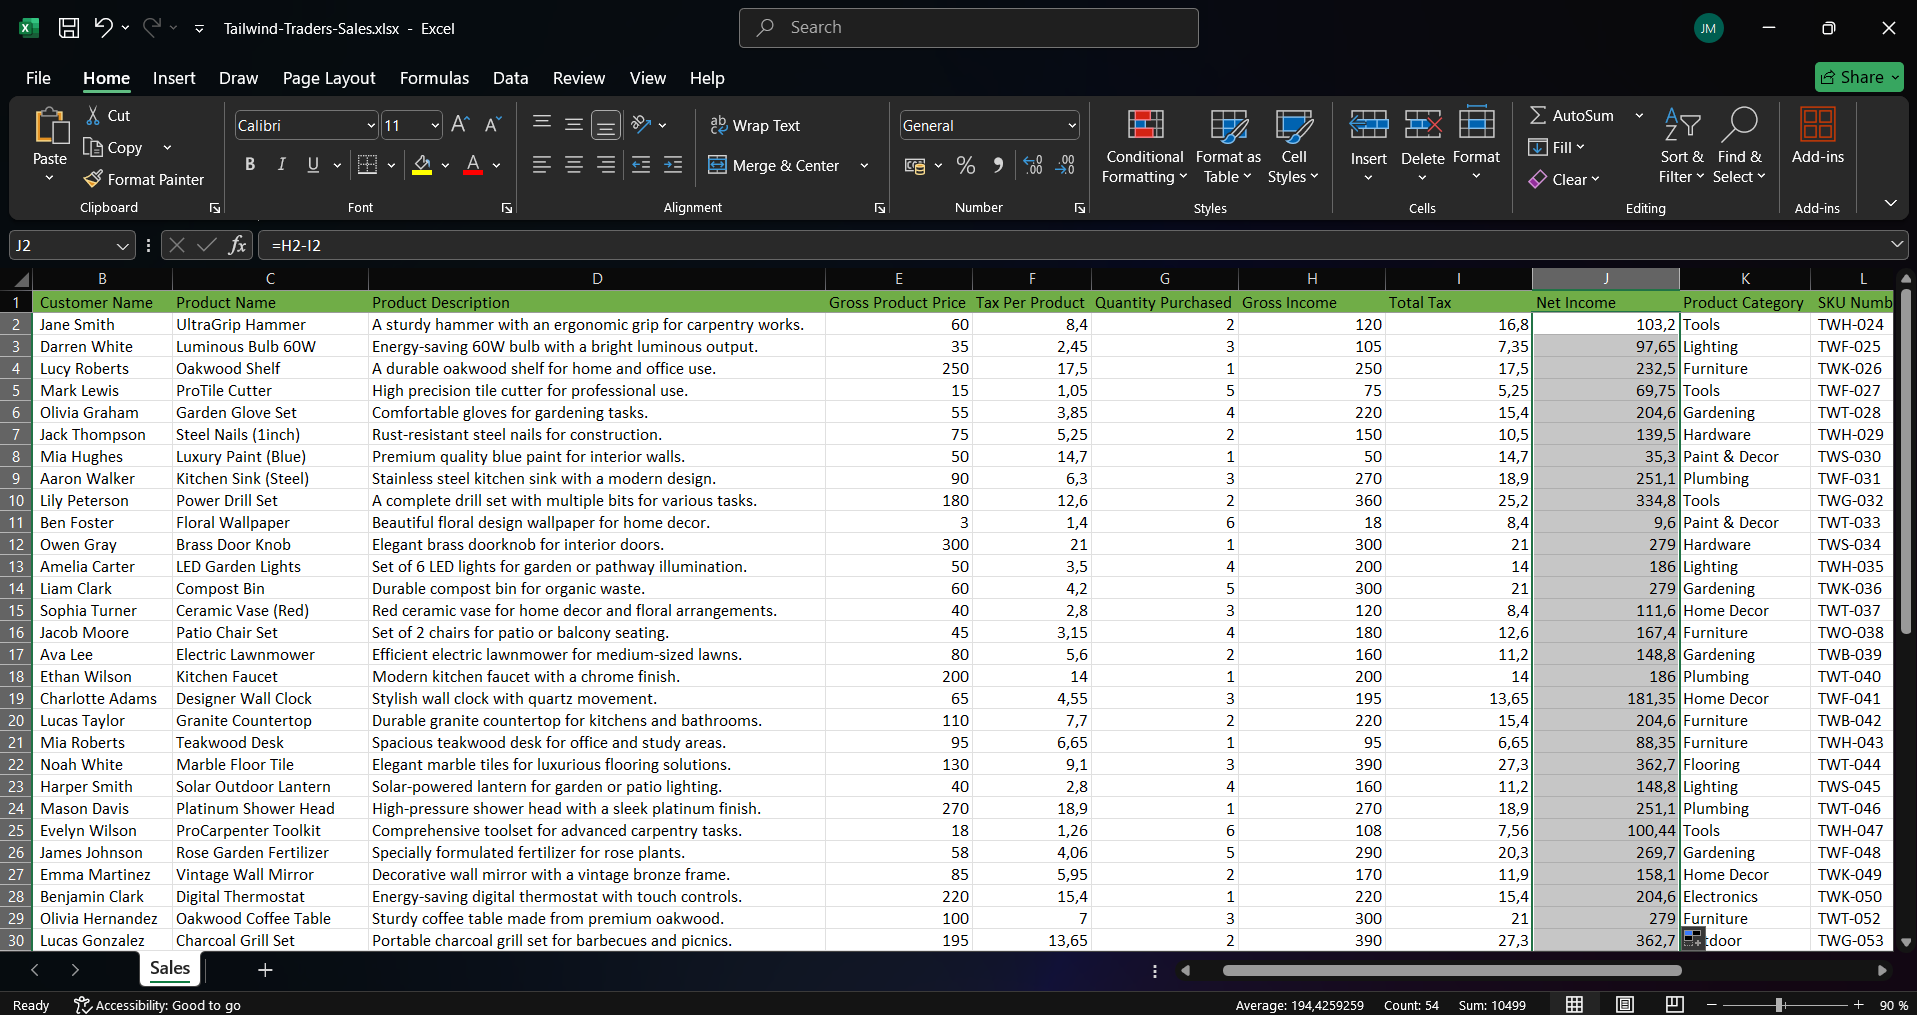 Tailwind-Traders-Sales.xlsx - Excel
Search
JM
File Home Insert Draw Page Layout Formulas Data Review View Help
Share
Paste
Cut
Copy
Format Painter
Clipboard
Calibri 11
B I U
Font
Wrap Text
Merge & Center
Alignment
General
Number
Conditional Formatting
Format as Table
Cell Styles
Styles
Insert Delete Format
Cells
AutoSum
Fill
Clear
Sort & Filter
Find & Select
Editing
Add-ins
Add-ins
J2 fx =H2-I2
B C D E F G H I J K L
1 Customer Name Product Name Product Description Gross Product Price Tax Per Product Quantity Purchased Gross Income Total Tax Net Income Product Category SKU Numb
2 Jane Smith UltraGrip Hammer A sturdy hammer with an ergonomic grip for carpentry works. 60 8,4 2 120 16,8 103,2 Tools TWH-024
3 Darren White Luminous Bulb 60W Energy-saving 60W bulb with a bright luminous output. 35 2,45 3 105 7,35 97,65 Lighting TWF-025
4 Lucy Roberts Oakwood Shelf A durable oakwood shelf for home and office use. 250 17,5 1 250 17,5 232,5 Furniture TWK-026
5 Mark Lewis ProTile Cutter High precision tile cutter for professional use. 15 1,05 5 75 5,25 69,75 Tools TWF-027
6 Olivia Graham Garden Glove Set Comfortable gloves for gardening tasks. 55 3,85 4 220 15,4 204,6 Gardening TWT-028
7 Jack Thompson Steel Nails (1inch) Rust-resistant steel nails for construction. 75 5,25 2 150 10,5 139,5 Hardware TWH-029
8 Mia Hughes Luxury Paint (Blue) Premium quality blue paint for interior walls. 50 14,7 1 50 14,7 35,3 Paint & Decor TWS-030
9 Aaron Walker Kitchen Sink (Steel) Stainless steel kitchen sink with a modern design. 90 6,3 3 270 18,9 251,1 Plumbing TWF-031
10 Lily Peterson Power Drill Set A complete drill set with multiple bits for various tasks. 180 12,6 2 360 25,2 334,8 Tools TWG-032
11 Ben Foster Floral Wallpaper Beautiful floral design wallpaper for home decor. 3 1,4 6 18 8,4 9,6 Paint & Decor TWT-033
12 Owen Gray Brass Door Knob Elegant brass doorknob for interior doors. 300 21 1 300 21 279 Hardware TWS-034
13 Amelia Carter LED Garden Lights Set of 6 LED lights for garden or pathway illumination. 50 3,5 4 200 14 186 Lighting TWH-035
14 Liam Clark Compost Bin Durable compost bin for organic waste. 60 4,2 5 300 21 279 Gardening TWK-036
15 Sophia Turner Ceramic Vase (Red) Red ceramic vase for home decor and floral arrangements. 40 2,8 3 120 8,4 111,6 Home Decor TWT-037
16 Jacob Moore Patio Chair Set Set of 2 chairs for patio or balcony seating. 45 3,15 4 180 12,6 167,4 Furniture TWO-038
17 Ava Lee Electric Lawnmower Efficient electric lawnmower for medium-sized lawns. 80 5,6 2 160 11,2 148,8 Gardening TWB-039
18 Ethan Wilson Kitchen Faucet Modern kitchen faucet with a chrome finish. 200 14 1 200 14 186 Plumbing TWT-040
19 Charlotte Adams Designer Wall Clock Stylish wall clock with quartz movement. 65 4,55 3 195 13,65 181,35 Home Decor TWF-041
20 Lucas Taylor Granite Countertop Durable granite countertop for kitchens and bathrooms. 110 7,7 2 220 15,4 204,6 Furniture TWB-042
21 Mia Roberts Teakwood Desk Spacious teakwood desk for office and study areas. 95 6,65 1 95 6,65 88,35 Furniture TWH-043
22 Noah White Marble Floor Tile Elegant marble tiles for luxurious flooring solutions. 130 9,1 3 390 27,3 362,7 Flooring TWT-044
23 Harper Smith Solar Outdoor Lantern Solar-powered lantern for garden or patio lighting. 40 2,8 4 160 11,2 148,8 Lighting TWS-045
24 Mason Davis Platinum Shower Head High-pressure shower head with a sleek platinum finish. 270 18,9 1 270 18,9 251,1 Plumbing TWT-046
25 Evelyn Wilson ProCarpenter Toolkit Comprehensive toolset for advanced carpentry tasks. 18 1,26 6 108 7,56 100,44 Tools TWH-047
26 James Johnson Rose Garden Fertilizer Specially formulated fertilizer for rose plants. 58 4,06 5 290 20,3 269,7 Gardening TWF-048
27 Emma Martinez Vintage Wall Mirror Decorative wall mirror with a vintage bronze frame. 85 5,95 2 170 11,9 158,1 Home Decor TWK-049
28 Benjamin Clark Digital Thermostat Energy-saving digital thermostat with touch controls. 220 15,4 1 220 15,4 204,6 Electronics TWK-050
29 Olivia Hernandez Oakwood Coffee Table Sturdy coffee table made from premium oakwood. 100 7 3 300 21 279 Furniture TWT-052
30 Lucas Gonzalez Charcoal Grill Set Portable charcoal grill set for barbecues and picnics. 195 13,65 2 390 27,3 362,7 tdoor TWG-053
Sales
Ready Accessibility: Good to go Average: 194,4259259 Count: 54 Sum: 10499 90 %